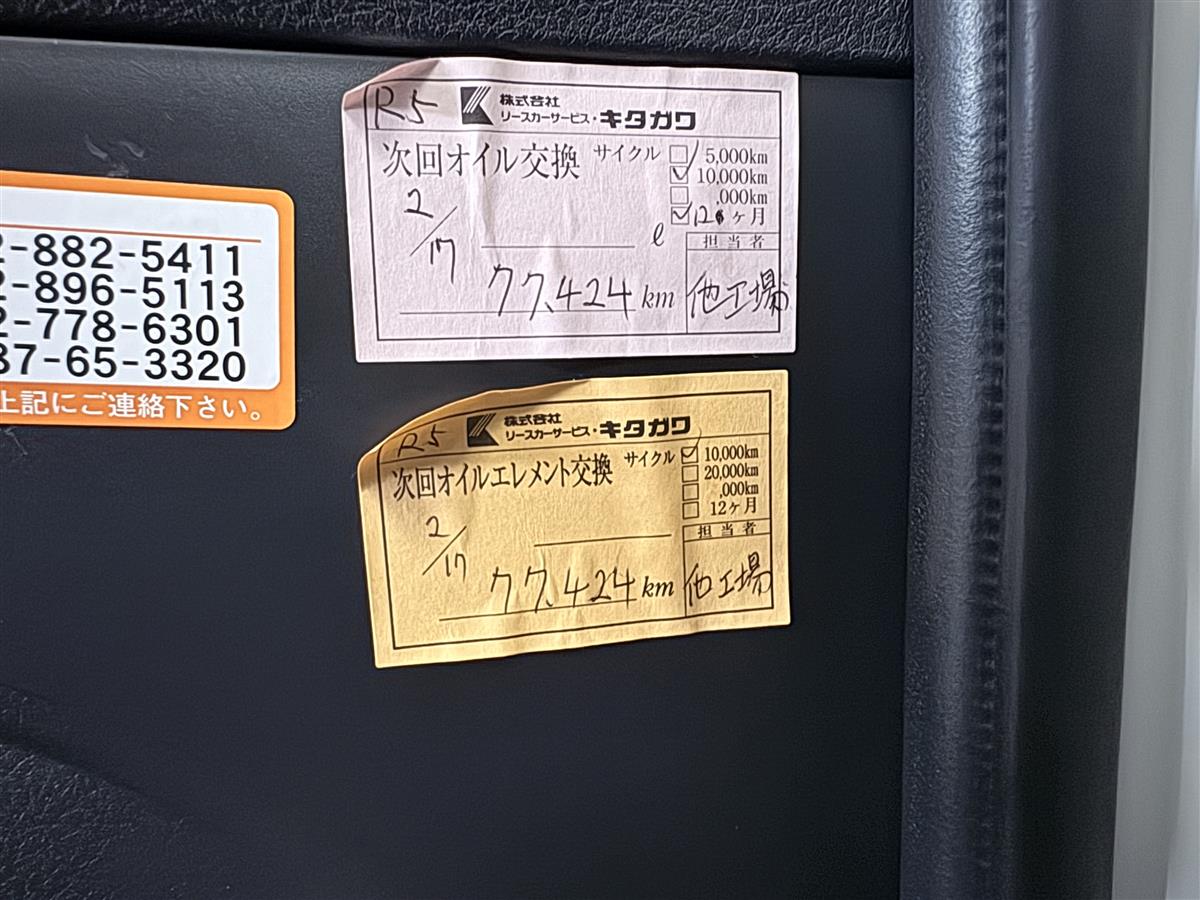 2-882-5411
2-896-5113
2-778-6301
87-65-3320
上記にご連絡下さい。
R5
株式会社
リースカーサービス・キタガワ
次回オイル交換 サイクル
5,000km
10,000km
,000km
12ヶ月
2/17
ℓ
担当者
77,424km
他工場
R5
株式会社
リースカーサービス・キタガワ
次回オイルエレメント交換 サイクル
10,000km
20,000km
,000km
12ヶ月
2/17
担当者
77,424km
他工場